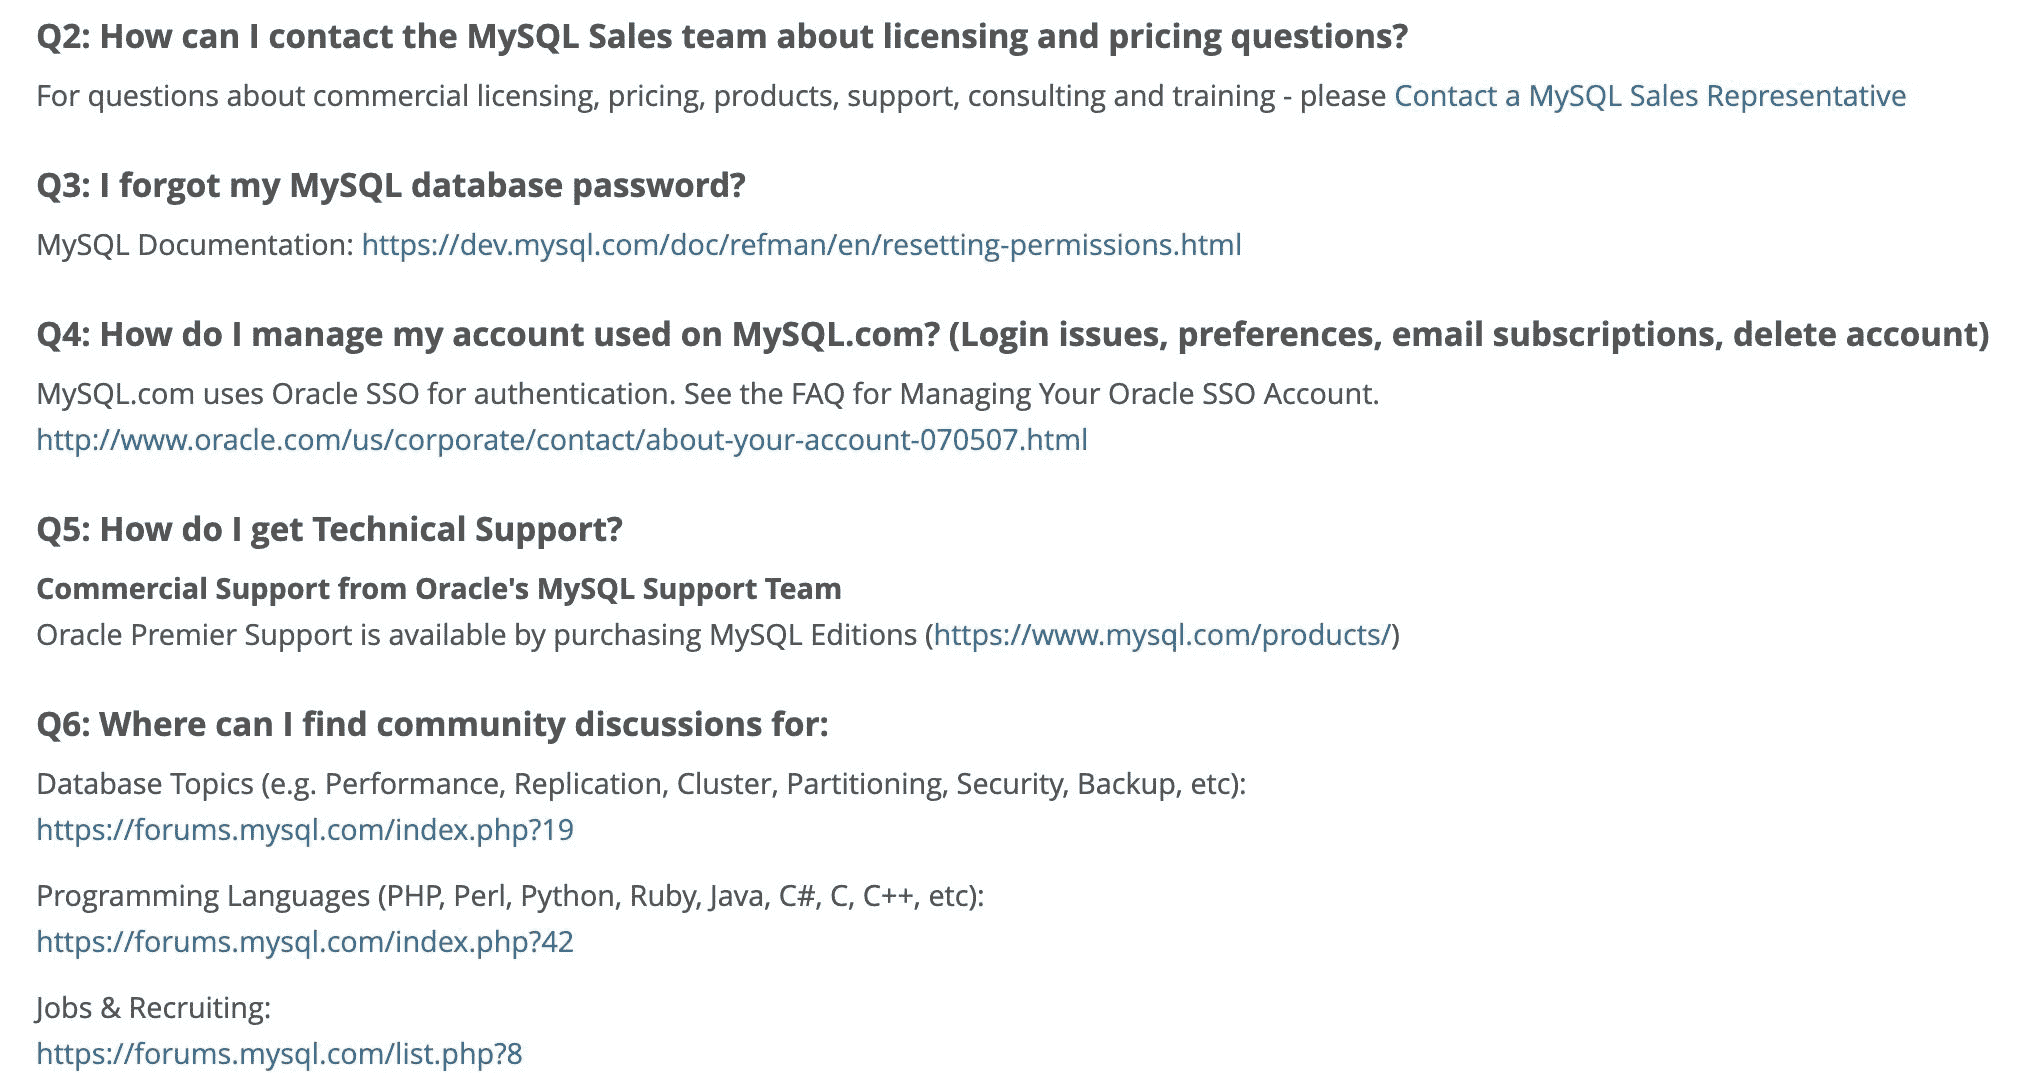 Q2: How can I contact the MySQL Sales team about licensing and pricing questions?
For questions about commercial licensing, pricing, products, support, consulting and training - please Contact a MySQL Sales Representative
Q3: I forgot my MySQL database password?
MySQL Documentation: https://dev.mysql.com/doc/refman/en/resetting-permissions.html
Q4: How do I manage my account used on MySQL.com? (Login issues, preferences, email subscriptions, delete account)
MySQL.com uses Oracle SSO for authentication. See the FAQ for Managing Your Oracle SSO Account.
http://www.oracle.com/us/corporate/contact/about-your-account-070507.html
Q5: How do I get Technical Support?
Commercial Support from Oracle's MySQL Support Team
Oracle Premier Support is available by purchasing MySQL Editions (https://www.mysql.com/products/)
Q6: Where can I find community discussions for:
Database Topics (e.g. Performance, Replication, Cluster, Partitioning, Security, Backup, etc):
https://forums.mysql.com/index.php?19
Programming Languages (PHP, Perl, Python, Ruby, Java, C#, C, C++, etc):
https://forums.mysql.com/index.php?42
Jobs & Recruiting:
https://forums.mysql.com/list.php?8